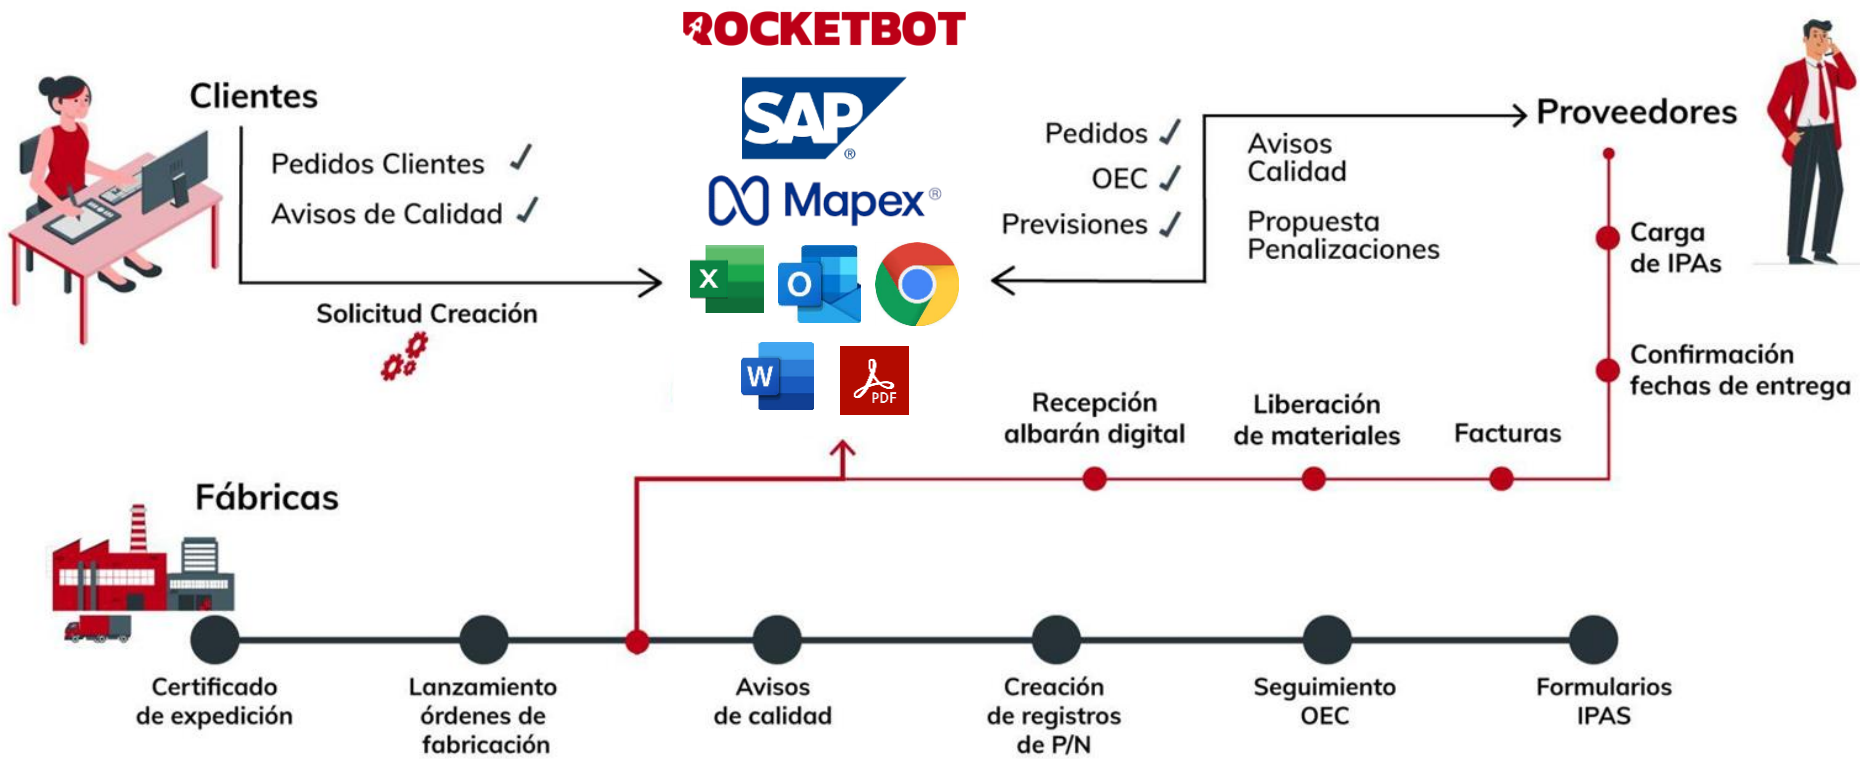 ROCKETBOT
Clientes
Pedidos Clientes
Avisos de Calidad
Solicitud Creación
SAP
®
Mapex®
X
O
W
PDF
Pedidos
OEC
Previsiones
Avisos
Calidad
Propuesta
Penalizaciones
Proveedores
Carga
de IPAs
Confirmación
fechas de entrega
Recepción
albarán digital
Liberación
de materiales
Facturas
Fábricas
Certificado
de expedición
Lanzamiento
órdenes de
fabricación
Avisos
de calidad
Creación
de registros
de P/N
Seguimiento
OEC
Formularios
IPAS